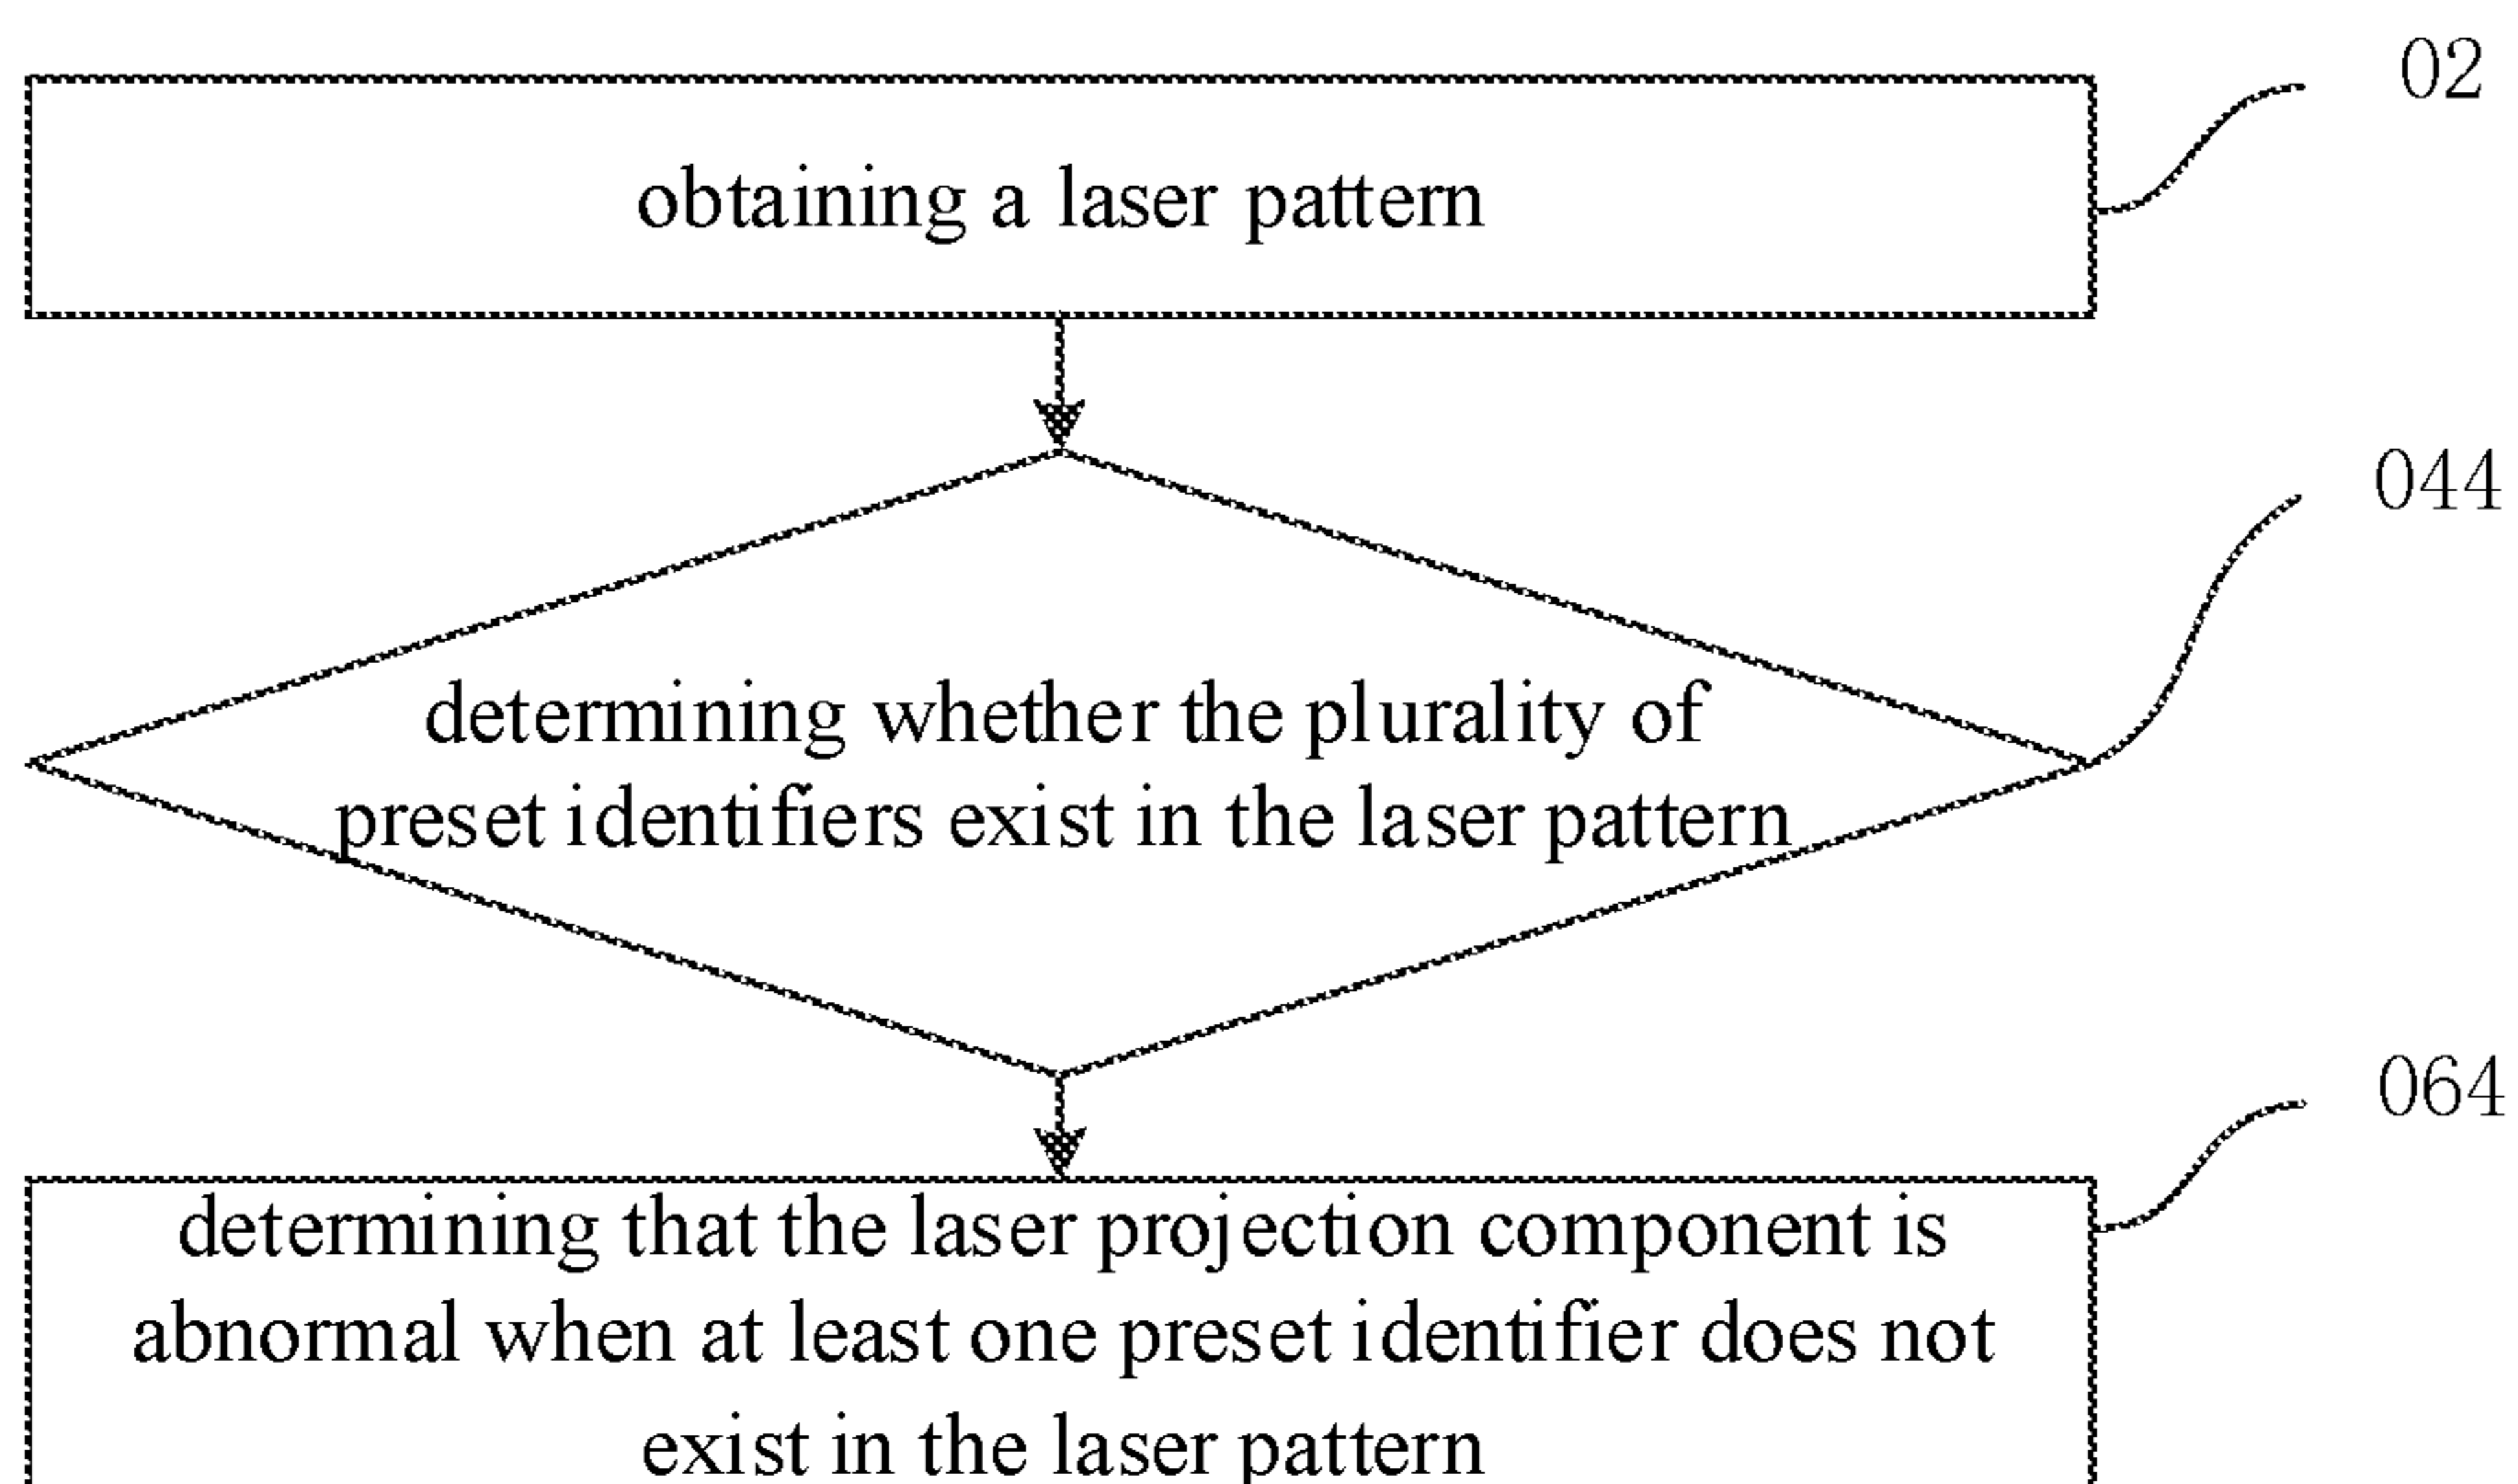 02
obtaining a laser pattern
044
determining whether the plurality of
preset identifiers exist in the laser pattern
064
determining that the laser projection component is
abnormal when at least one preset identifier does not
exist in the laser pattern